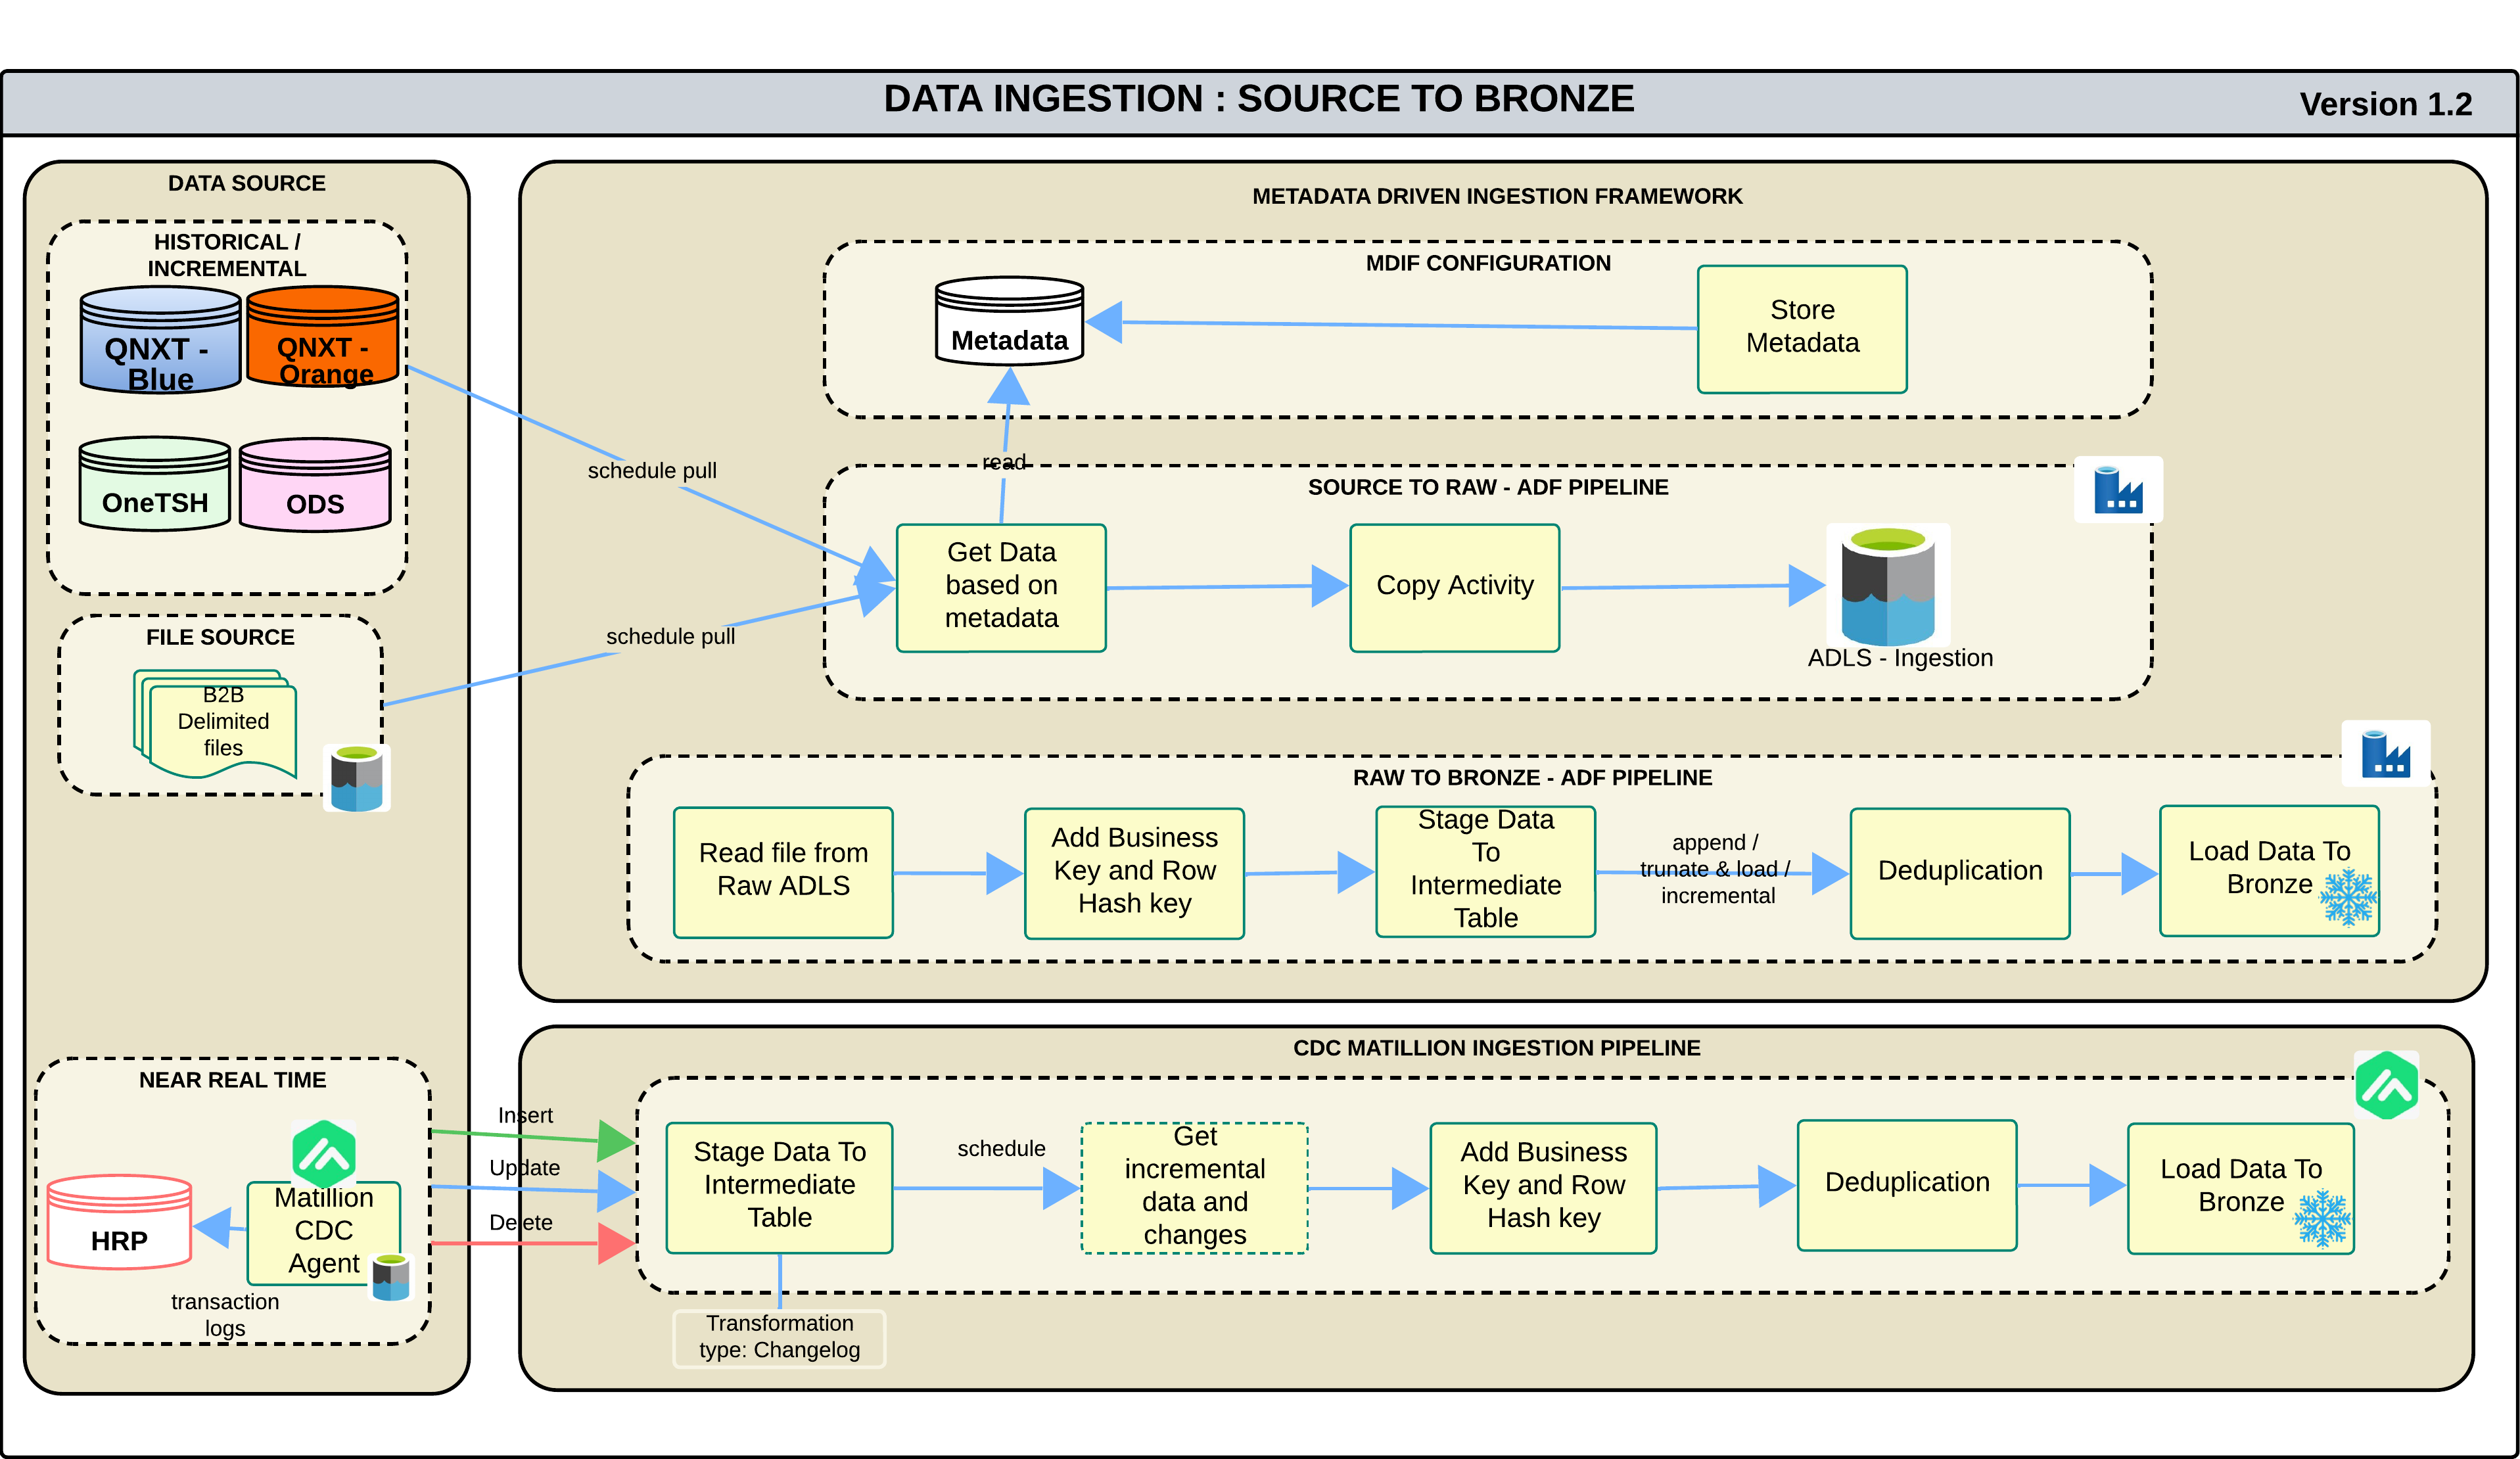 DATA INGESTION : SOURCE TO BRONZE
Version 1.2
DATA SOURCE
HISTORICAL /
INCREMENTAL
QNXT -
Blue
QNXT -
Orange
OneTSH
ODS
FILE SOURCE
B2B
Delimited
files
NEAR REAL TIME
HRP
Matillion
CDC
Agent
transaction
logs
schedule pull
schedule pull
METADATA DRIVEN INGESTION FRAMEWORK
MDIF CONFIGURATION
Metadata
Store
Metadata
read
SOURCE TO RAW - ADF PIPELINE
Get Data
based on
metadata
Copy Activity
ADLS - Ingestion
RAW TO BRONZE - ADF PIPELINE
Read file from
Raw ADLS
Add Business
Key and Row
Hash key
Stage Data
To
Intermediate
Table
append /
trunate & load /
incremental
Deduplication
Load Data To
Bronze
CDC MATILLION INGESTION PIPELINE
Insert
Update
Delete
Stage Data To
Intermediate
Table
schedule
Get
incremental
data and
changes
Add Business
Key and Row
Hash key
Deduplication
Load Data To
Bronze
Transformation
type: Changelog